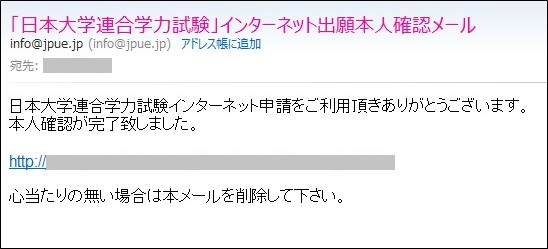 「日本大学連合学力試験」インターネット出願本人確認メール
info@jpue.jp (info@jpue.jp) アドレス帳に追加
宛先:
日本大学連合学力試験インターネット申請をご利用頂きありがとうございます。
本人確認が完了致しました。
http://
心当たりの無い場合は本メールを削除して下さい。